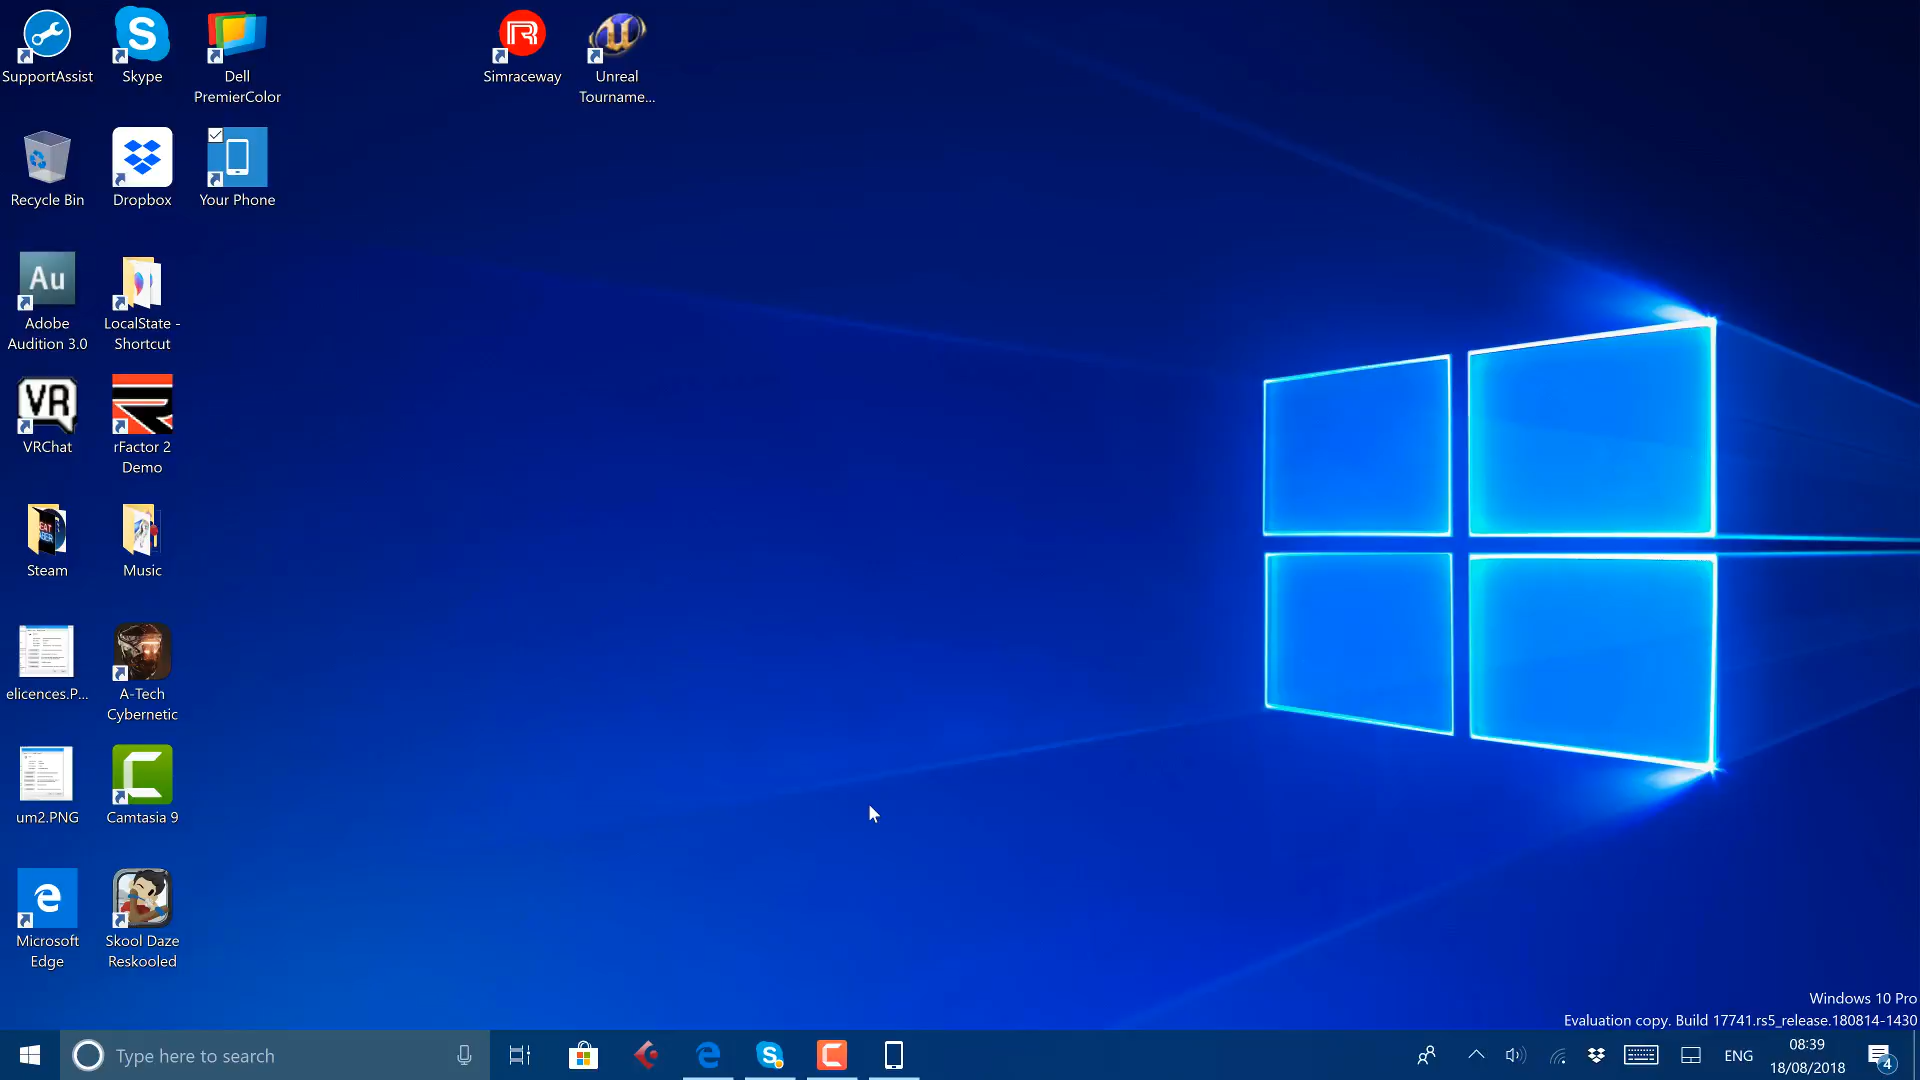 SupportAssist
Skype
Dell
PremierColor
Simraceway
Unreal
Tourname...
Recycle Bin
Dropbox
Your Phone
Au
Adobe
Audition 3.0
LocalState -
Shortcut
VR
VRChat
rFactor 2
Demo
Steam
Music
elicences.P...
A-Tech
Cybernetic
um2.PNG
Camtasia 9
Microsoft
Edge
Skool Daze
Reskooled
Windows 10 Pro
Evaluation copy. Build 17741.rs5_release.180814-1430
Type here to search
ENG
08:39
18/08/2018
4